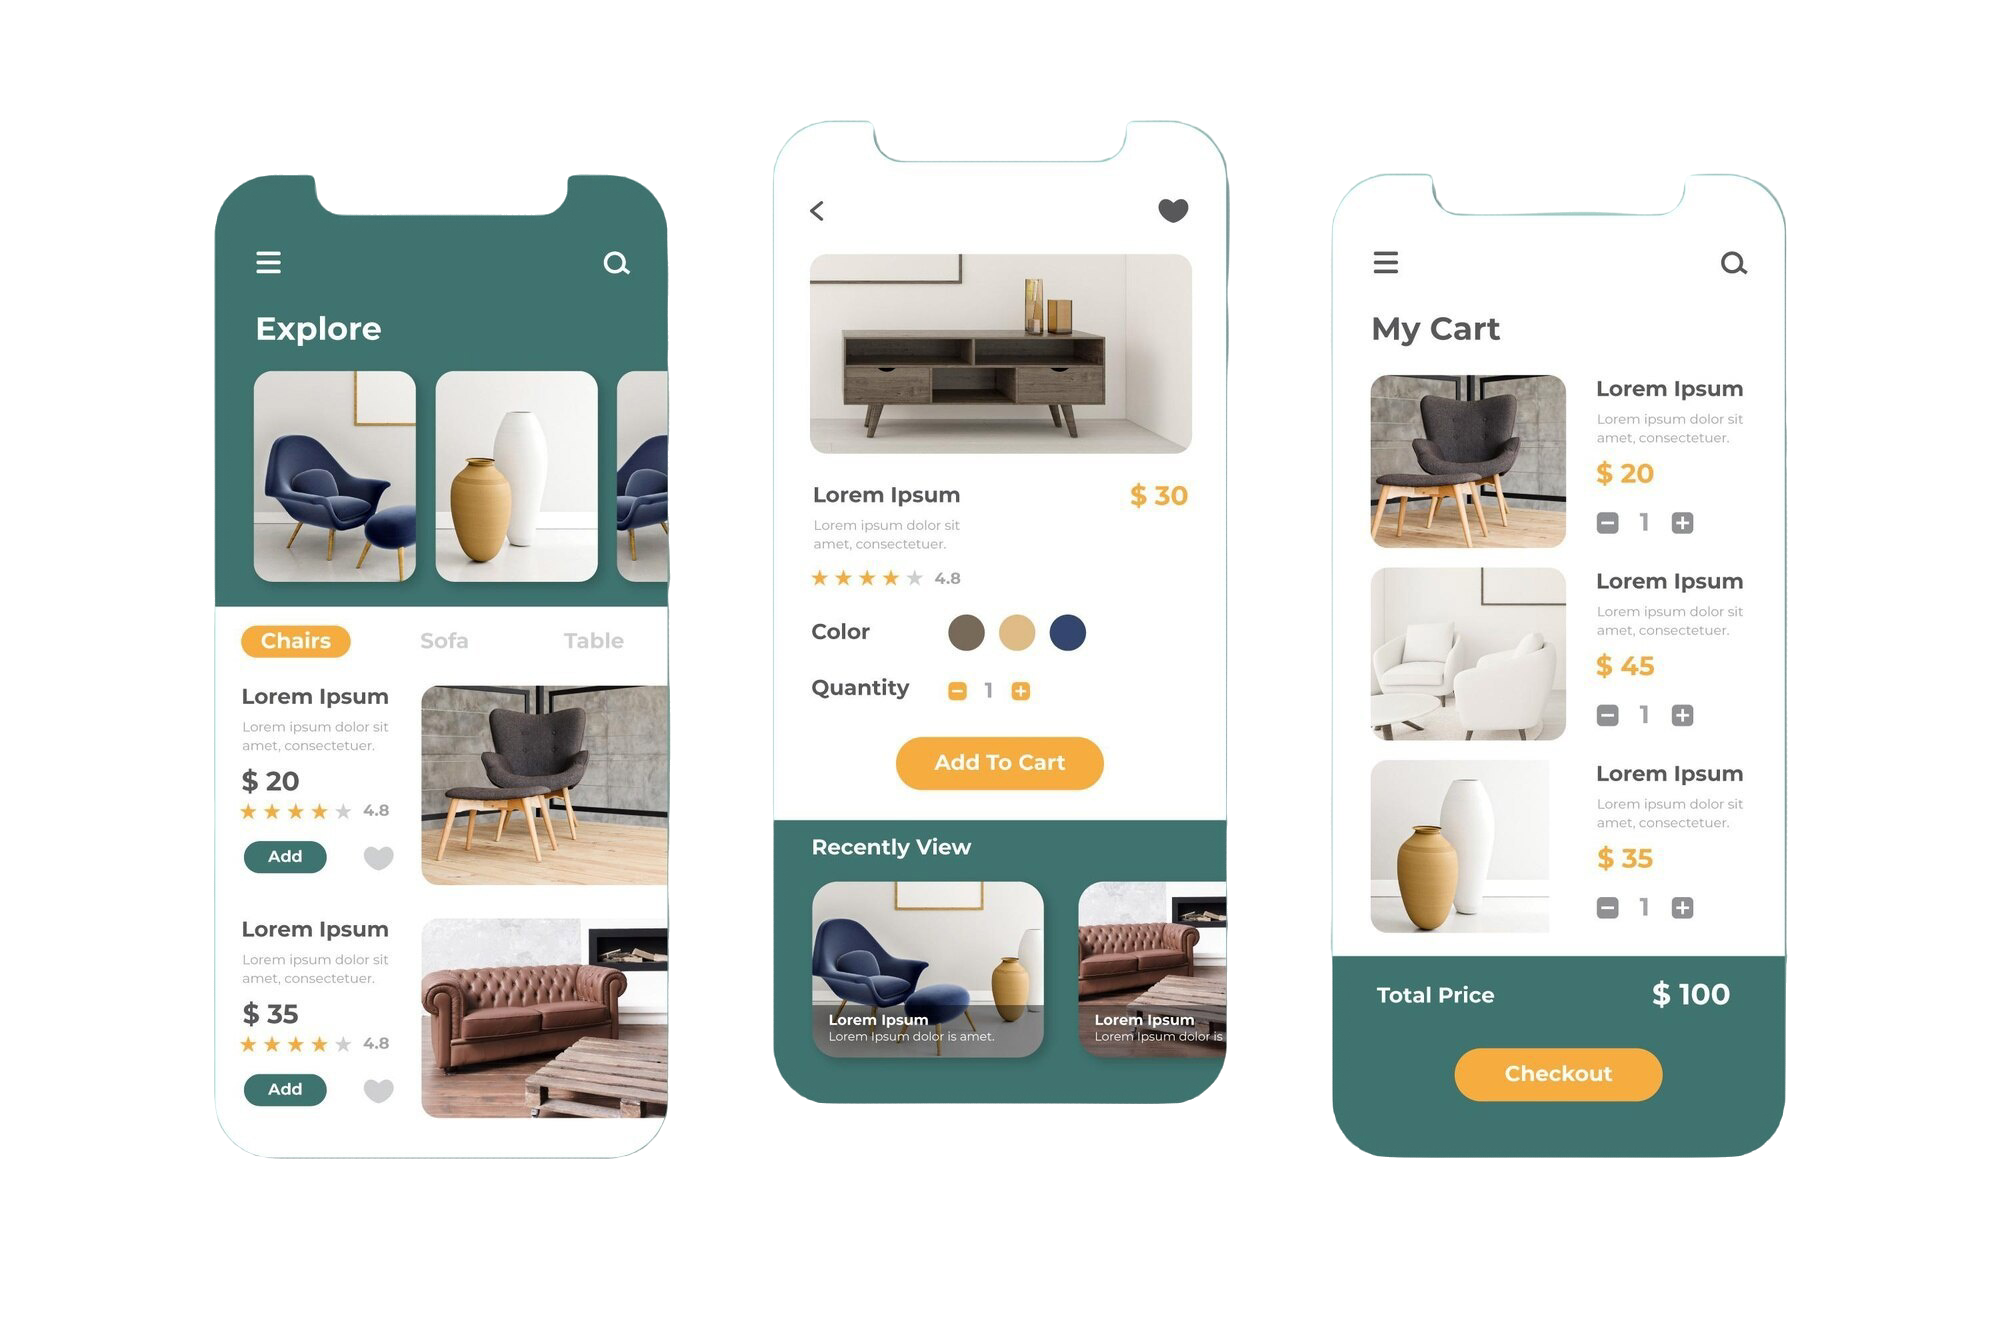 Explore
Chairs
Sofa
Table
Lorem Ipsum
Lorem ipsum dolor sit
amet, consectetuer.
$ 20
4.8
Add
Lorem Ipsum
Lorem ipsum dolor sit
amet, consectetuer.
$ 35
4.8
Add
Lorem Ipsum
$ 30
Lorem ipsum dolor sit
amet, consectetuer.
4.8
Color
Quantity
1
Add To Cart
Recently View
Lorem Ipsum
Lorem Ipsum dolor is amet.
Lorem Ipsum
Lorem Ipsum dolor is
My Cart
Lorem Ipsum
Lorem ipsum dolor sit
amet, consectetuer.
$ 20
1
Lorem Ipsum
Lorem ipsum dolor sit
amet, consectetuer.
$ 45
1
Lorem Ipsum
Lorem ipsum dolor sit
amet, consectetuer.
$ 35
1
Total Price
$ 100
Checkout